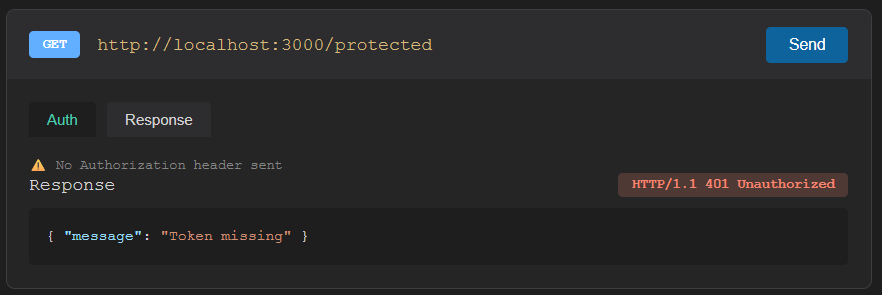 GET http://localhost:3000/protected Send
Auth Response
⚠ No Authorization header sent
Response HTTP/1.1 401 Unauthorized
{ "message": "Token missing" }